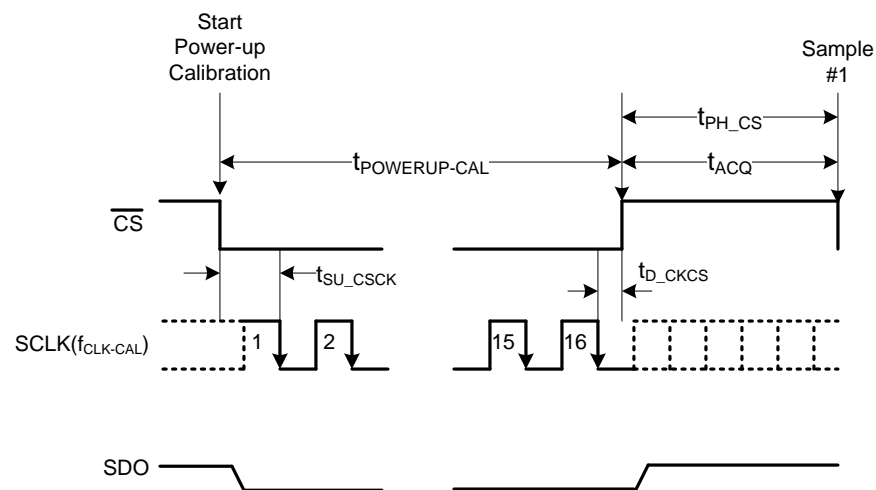 Start
Power-up
Calibration
Sample
#1
tPH_CS
tPOWERUP-CAL
tACQ
CS
tSU_CSCK
tD_CKCS
SCLK(fCLK-CAL)
1
2
15
16
SDO